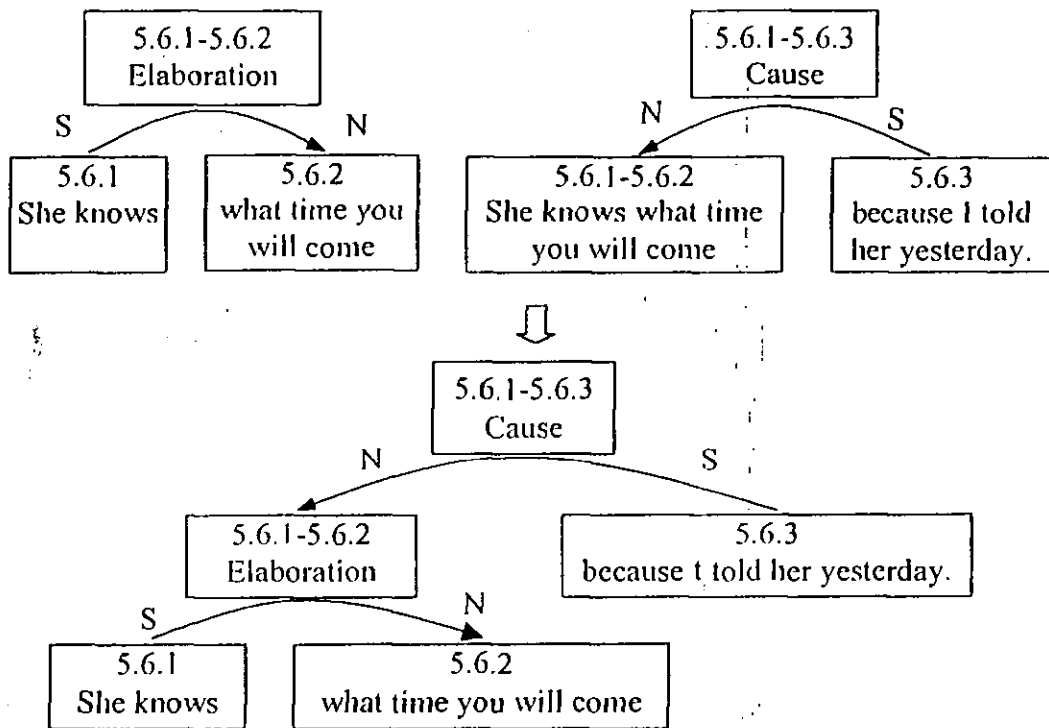 5.6.1-5.6.2
Elaboration
S
N
5.6.1
She knows
5.6.2
what time you
will come
5.6.1-5.6.3
Cause
N
S
5.6.1-5.6.2
She knows what time
you will come
5.6.3
because I told
her yesterday.
5.6.1-5.6.3
Cause
N
S
5.6.1-5.6.2
Elaboration
5.6.3
because I told her yesterday.
S
N
5.6.1
She knows
5.6.2
what time you will come